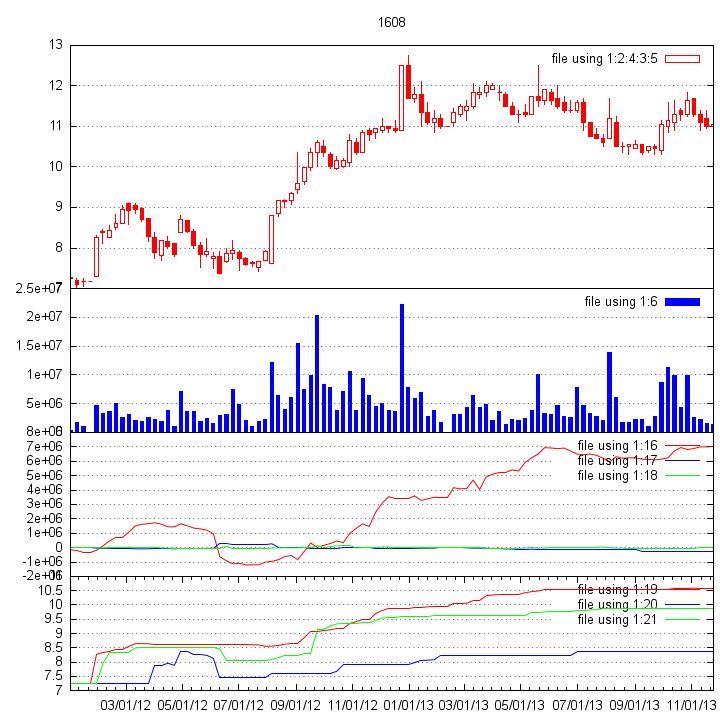 1608
13
file using 1:2:4:3:5
12
11
10
9
8
7
2.5e+07
file using 1:6
2e+07
1.5e+07
1e+07
5e+06
0
8e+06
file using 1:16
7e+06
file using 1:17
6e+06
file using 1:18
5e+06
4e+06
3e+06
2e+06
1e+06
0
-1e+06
-2e+06
file using 1:19
10.5
file using 1:20
10
file using 1:21
9.5
9
8.5
8
7.5
7
03/01/12 05/01/12 07/01/12 09/01/12 11/01/12 01/01/13 03/01/13 05/01/13 07/01/13 09/01/13 11/01/13